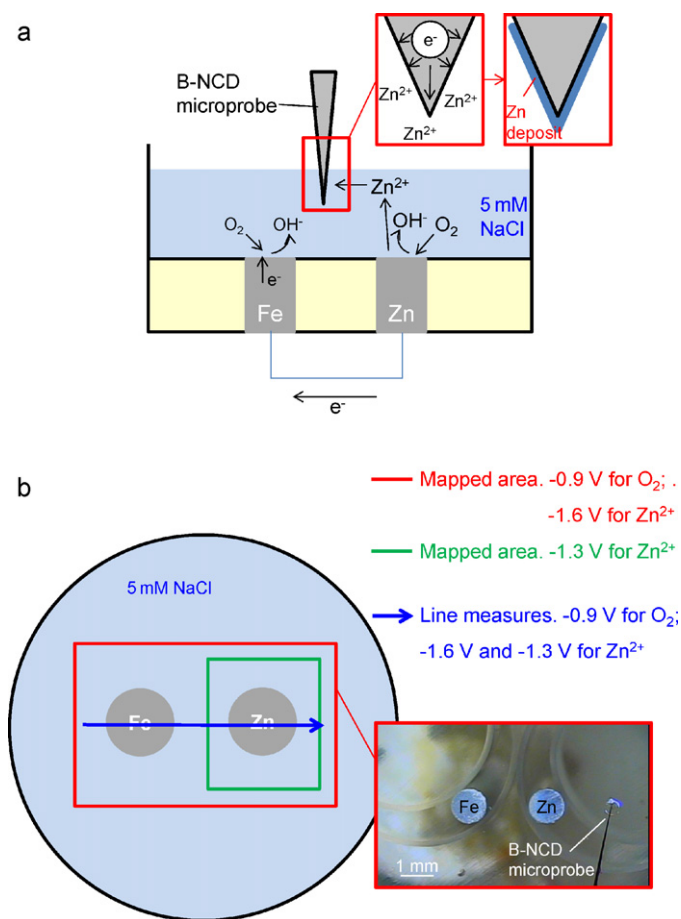 a
B-NCD
microprobe
e-
Zn2+
Zn2+
Zn2+
Zn
deposit
Zn2+
5 mM
NaCl
O2
OH-
OH-
O2
e-
Fe
Zn
e-
b
Mapped area. -0.9 V for O2; .
-1.6 V for Zn2+
Mapped area. -1.3 V for Zn2+
Line measures. -0.9 V for O2;
-1.6 V and -1.3 V for Zn2+
5 mM NaCl
Fe
Zn
Fe
Zn
B-NCD
microprobe
1 mm